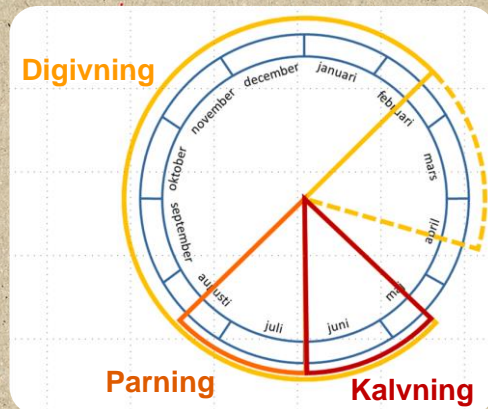 Digivning
december
januari
november
februari
oktober
mars
september
april
augusti
maj
juli
juni
Parning
Kalvning